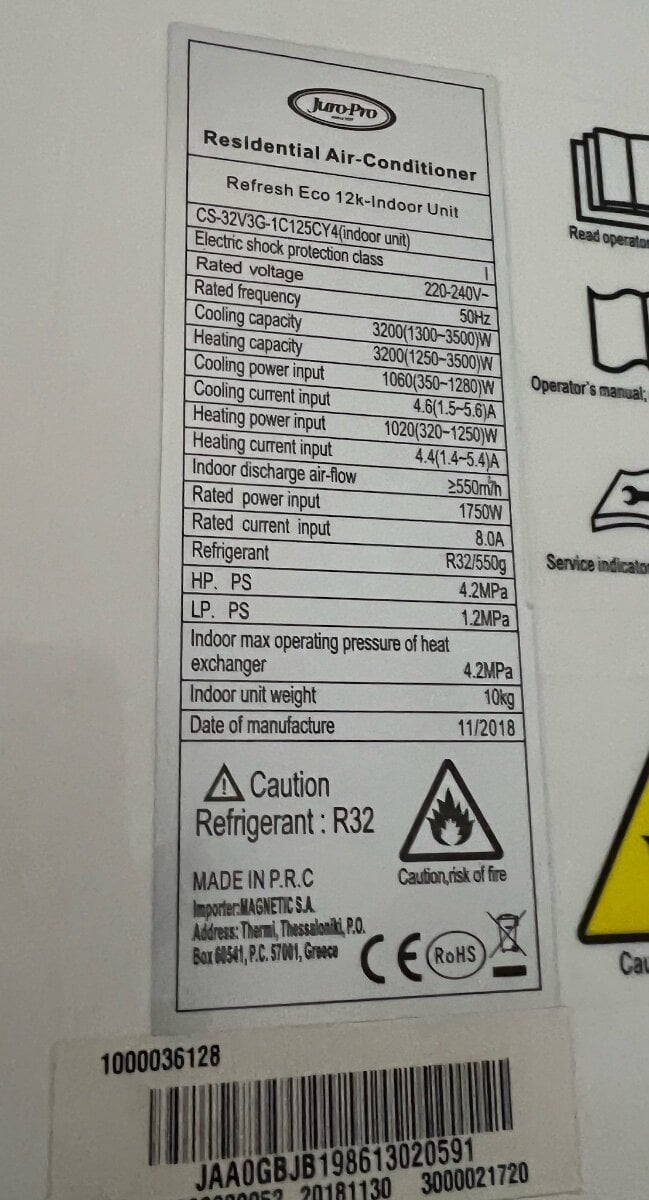 Juro-Pro
Residential Air-Conditioner
Refresh Eco 12k-Indoor Unit
CS-32V3G-1C125CY4(indoor unit)
Electric shock protection class I
Rated voltage 220-240V~
Rated frequency 50Hz
Cooling capacity 3200(1300~3500)W
Heating capacity 3200(1250~3500)W
Cooling power input 1060(350~1280)W
Cooling current input 4.6(1.5~5.6)A
Heating power input 1020(320~1250)W
Heating current input 4.4(1.4~5.4)A
Indoor discharge air-flow ≥550m³/h
Rated power input 1750W
Rated current input 8.0A
Refrigerant R32/550g
HP. PS 4.2MPa
LP. PS 1.2MPa
Indoor max operating pressure of heat
exchanger 4.2MPa
Indoor unit weight 10kg
Date of manufacture 11/2018
Caution
Refrigerant : R32
Caution,risk of fire
MADE IN P.R.C
Importer:MAGNETIC S.A.
Address: Thermi, Thessaloniki, P.O.
Box 60541, P.C. 57001, Greece
CE
RoHS
Read operator
Operator's manual;
Service indicator
Cau
1000036128
JAA0GBJB198613020591
20181130 3000021720